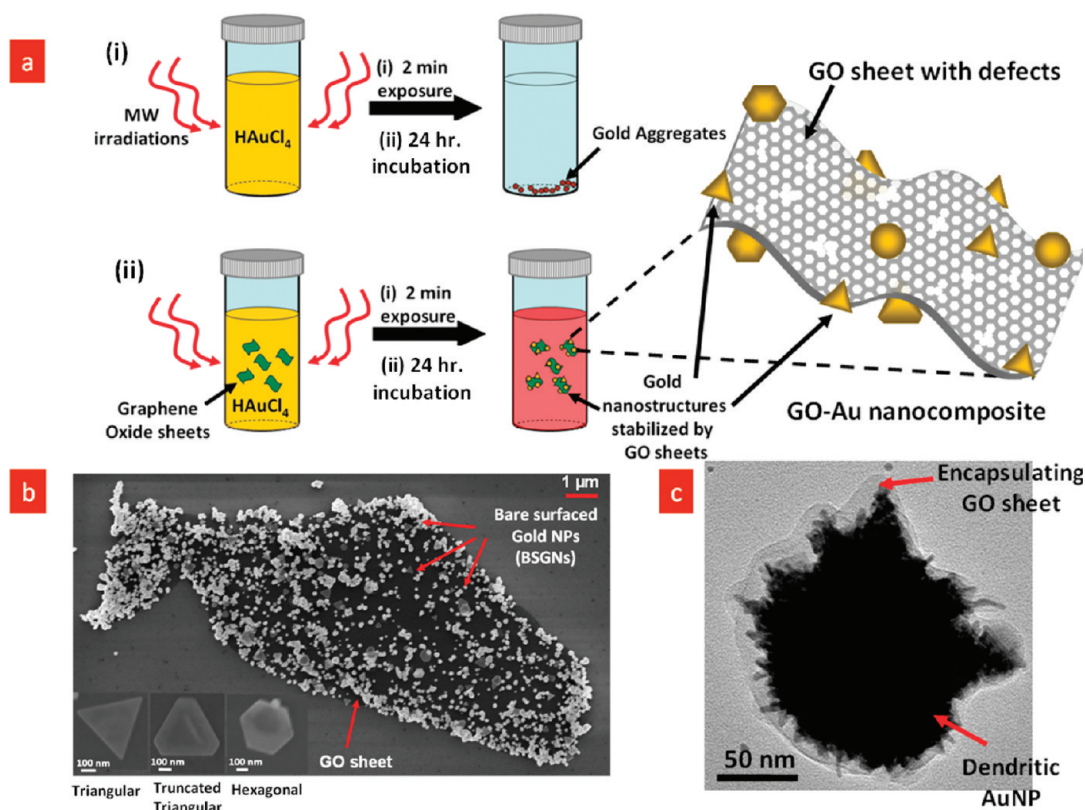 a
(i)
MW
irradiations
HAuCl4
(i) 2 min
exposure
(ii) 24 hr.
incubation
Gold Aggregates
GO sheet with defects
(ii)
Graphene
Oxide sheets
HAuCl4
(i) 2 min
exposure
(ii) 24 hr.
incubation
Gold
nanostructures
stabilized by
GO sheets
GO-Au nanocomposite
b
1 µm
Bare surfaced
Gold NPs
(BSGNs)
GO sheet
100 nm
100 nm
100 nm
Triangular
Truncated
Triangular
Hexagonal
c
Encapsulating
GO sheet
50 nm
Dendritic
AuNP